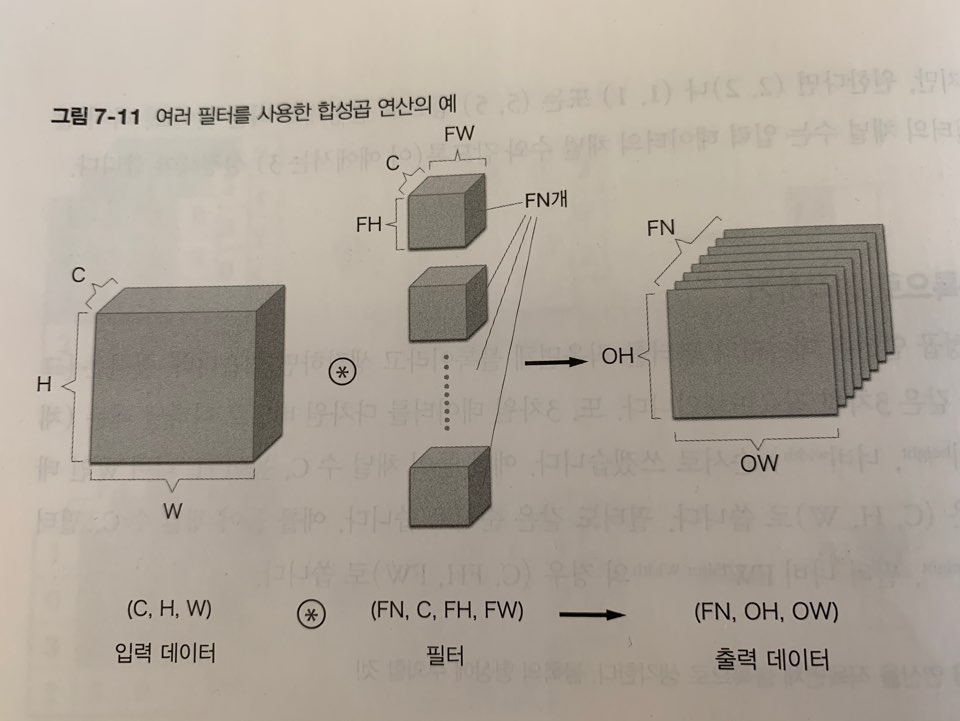 그림 7-11 여러 필터를 사용한 합성곱 연산의 예
FW
C
FH
FN개
FN
C
H
OH
W
OW
(C, H, W) ⊛ (FN, C, FH, FW) → (FN, OH, OW)
입력 데이터 필터 출력 데이터